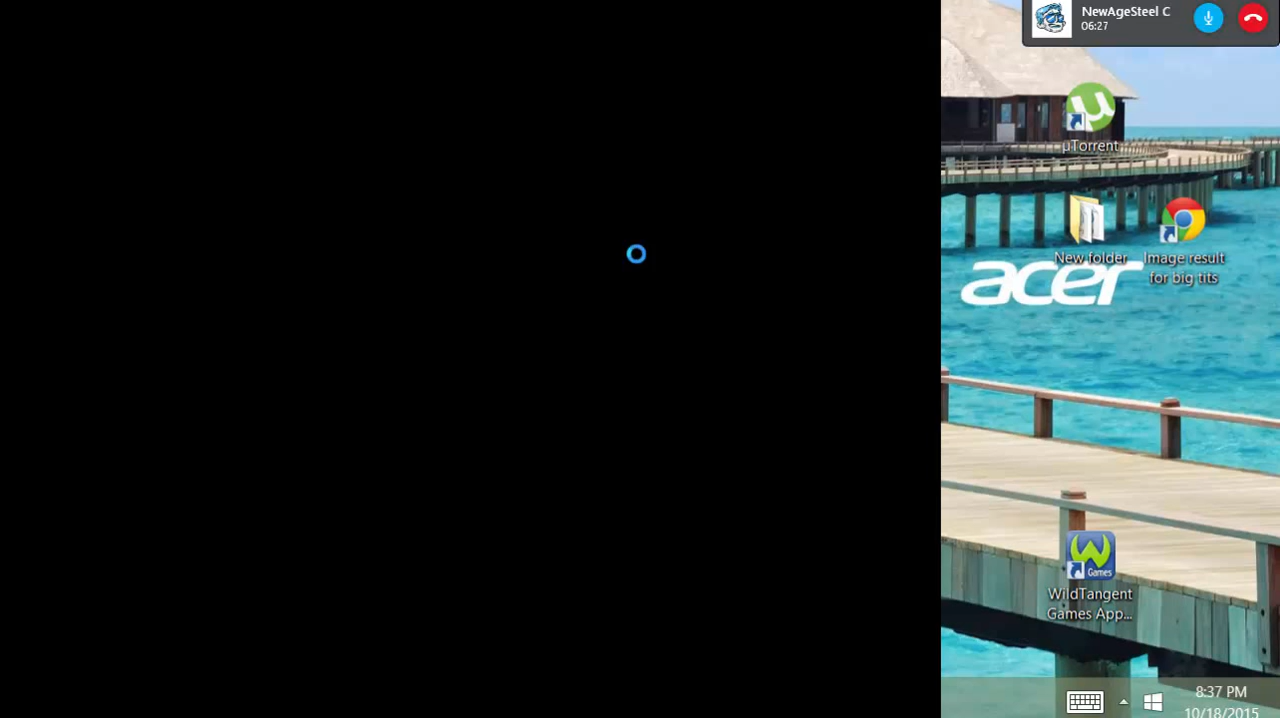 NewAgeSteel C
06:27
µTorrent
New folder
Image result
for big tits
acer
Games
WildTangent
Games App...
8:37 PM
10/18/2015